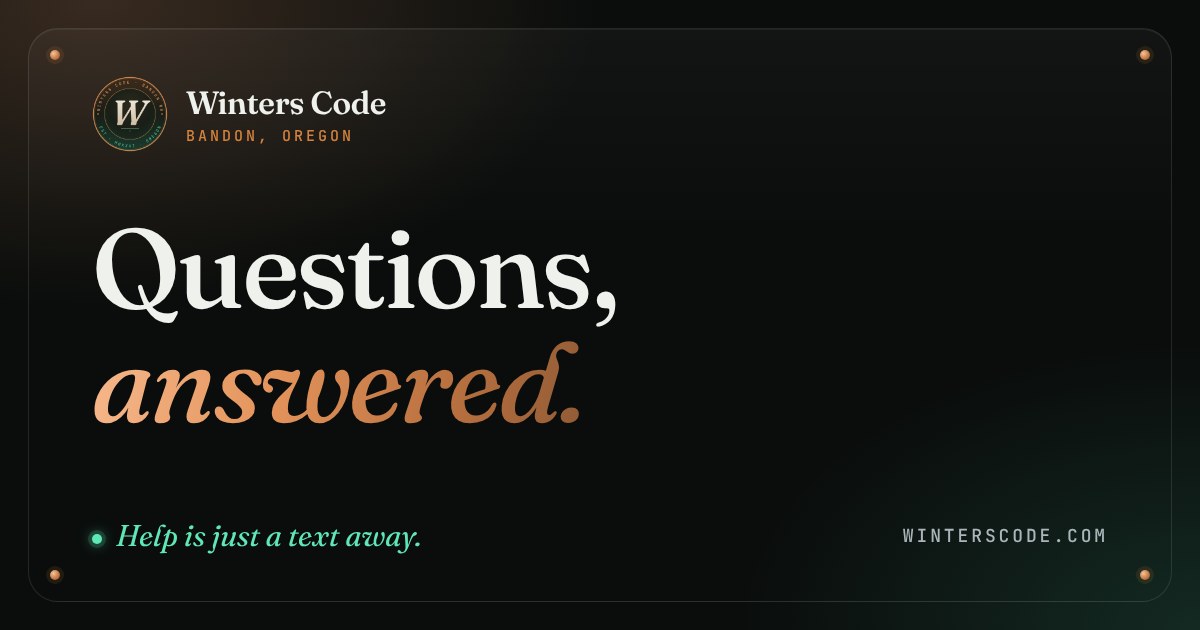 W
Winters Code
BANDON, OREGON
Questions,
answered.
Help is just a text away.
WINTERSCODE.COM